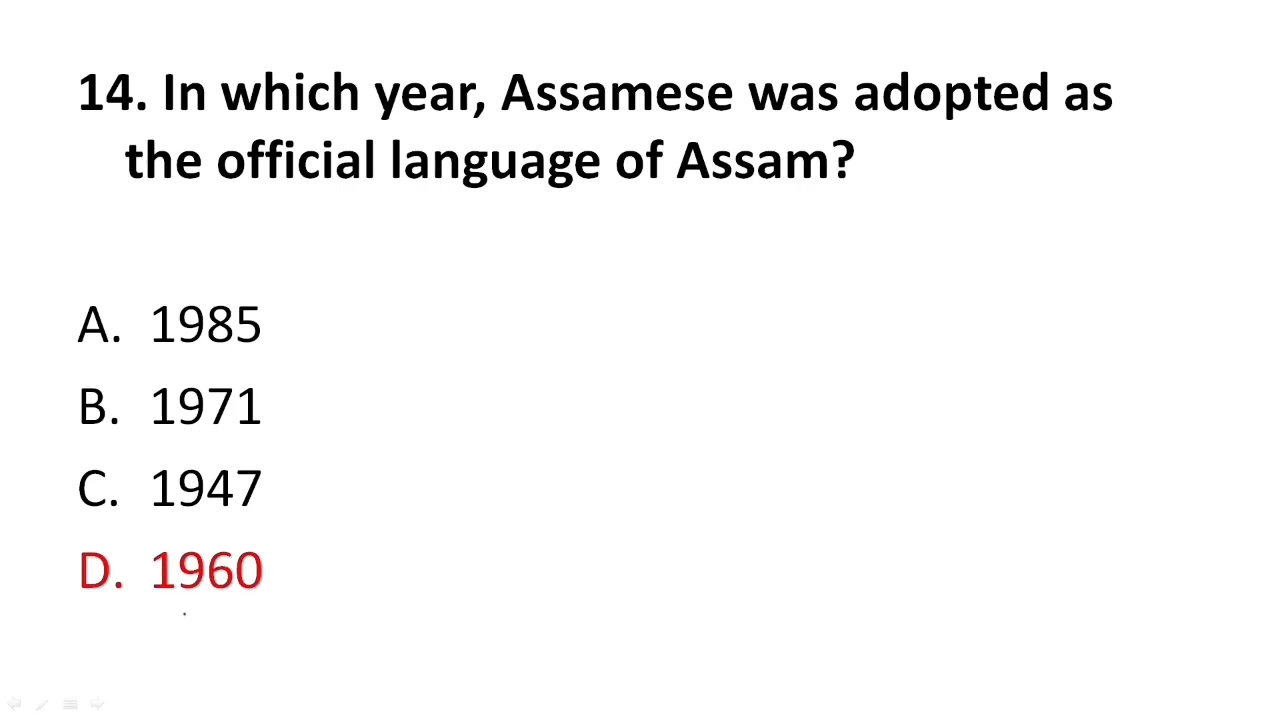 14. In which year, Assamese was adopted as
the official language of Assam?
A. 1985
B. 1971
C. 1947
D. 1960